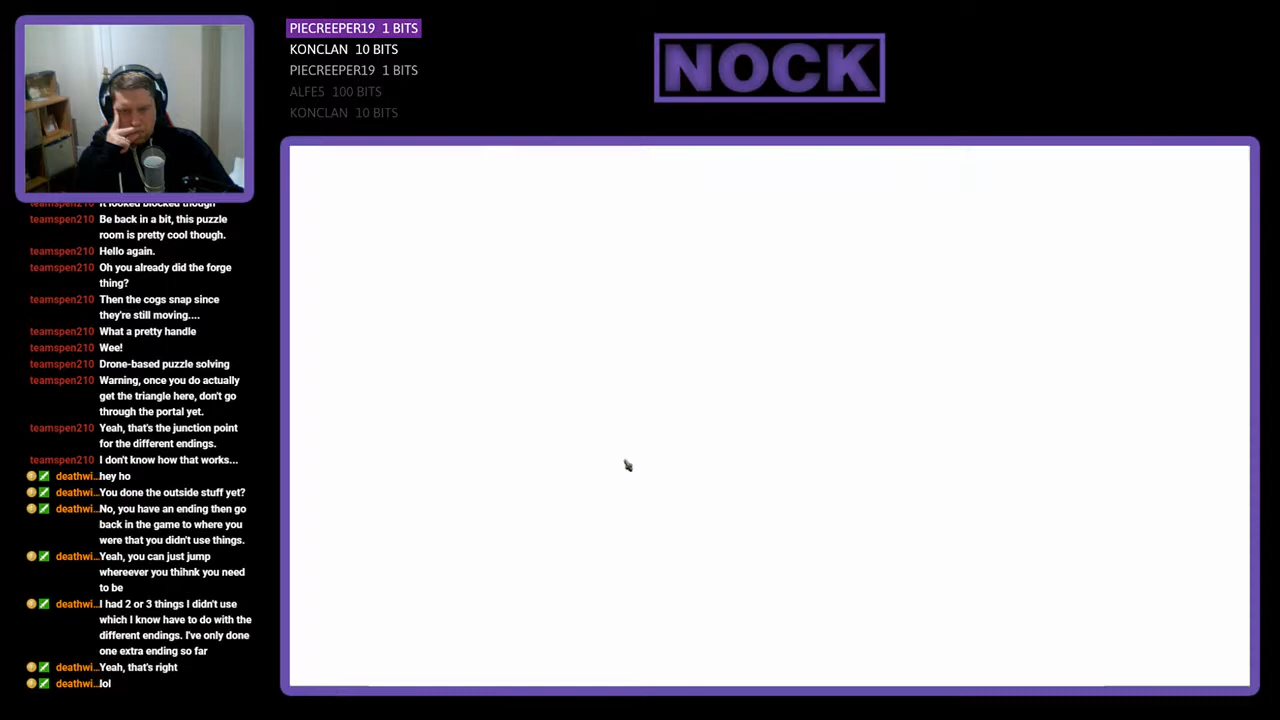 PIECREEPER19 1 BITS
KONCLAN 10 BITS
PIECREEPER19 1 BITS
ALFE5 100 BITS
KONCLAN 10 BITS
NOCK
teamspen210 It looked blocked though
teamspen210 Be back in a bit, this puzzle
room is pretty cool though.
teamspen210 Hello again.
teamspen210 Oh you already did the forge
thing?
teamspen210 Then the cogs snap since
they're still moving....
teamspen210 What a pretty handle
teamspen210 Wee!
teamspen210 Drone-based puzzle solving
teamspen210 Warning, once you do actually
get the triangle here, don't go
through the portal yet.
teamspen210 Yeah, that's the junction point
for the different endings.
teamspen210 I don't know how that works...
deathwi... hey ho
deathwi... You done the outside stuff yet?
deathwi... No, you have an ending then go
back in the game to where you
were that you didn't use things.
deathwi... Yeah, you can just jump
whereever you thihnk you need
to be
deathwi... I had 2 or 3 things I didn't use
which I know have to do with the
different endings. I've only done
one extra ending so far
deathwi... Yeah, that's right
deathwi... lol